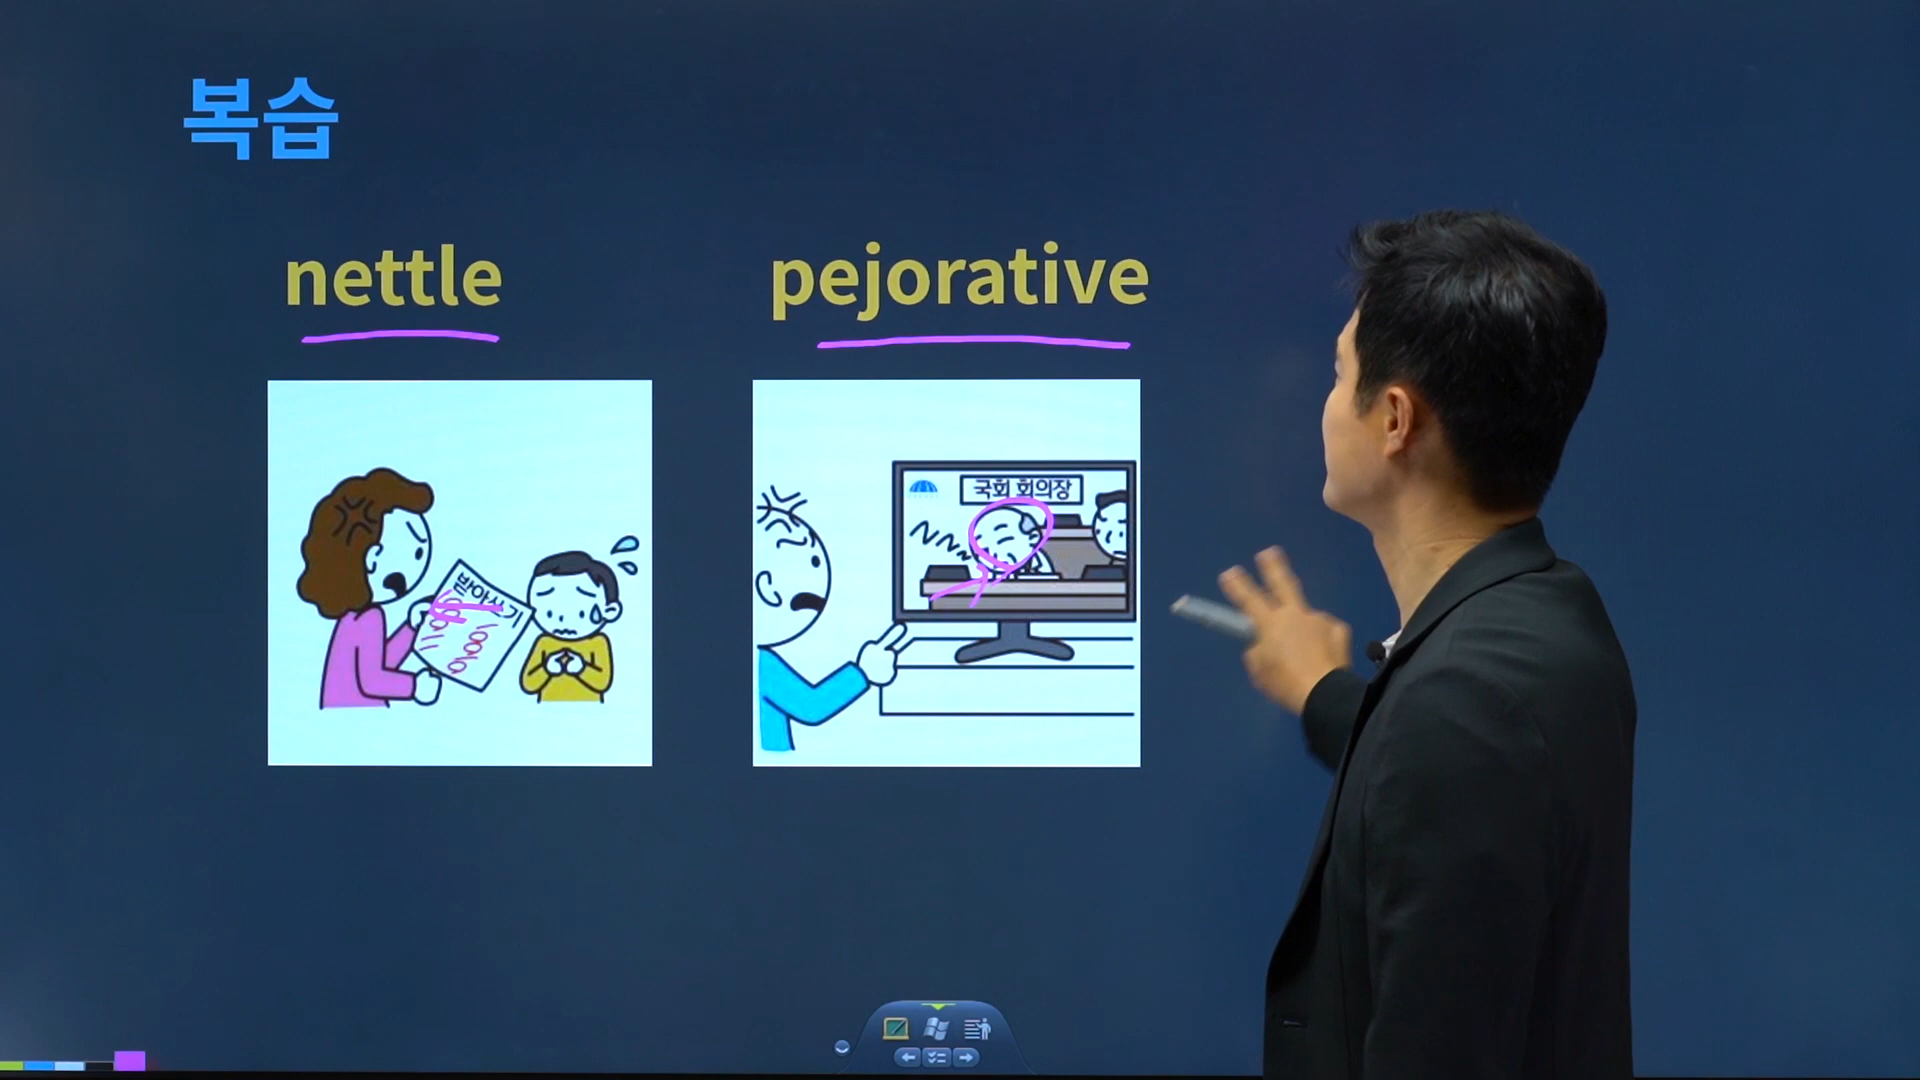 복습
nettle
pejorative
국회 회의장
받아쓰기